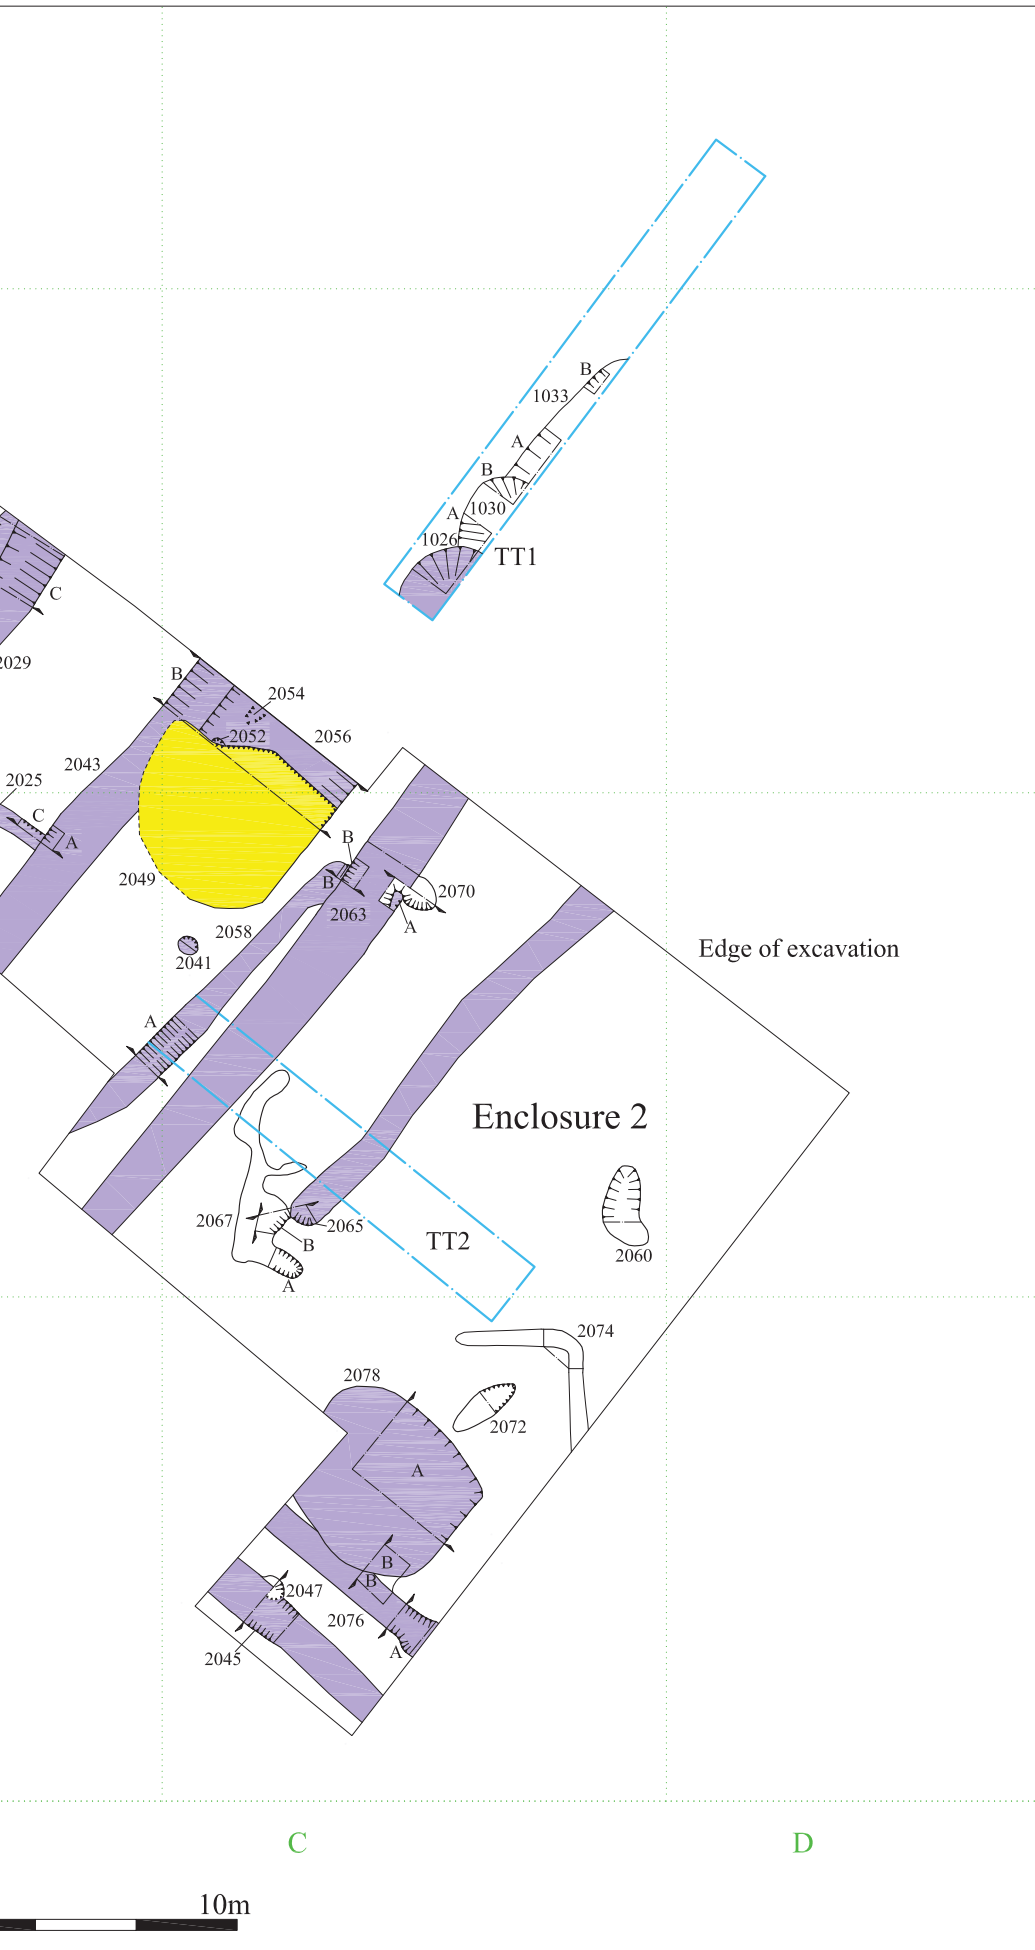 B
1033
A
B
1030
A
1026
TT1
C
2029
B
2054
2052
2056
2043
2025
C
A
B
2049
B
2070
2063
A
2058
2041
Edge of excavation
A
Enclosure 2
2067
2065
B
TT2
2060
A
2074
2078
2072
A
B
B
2047
2076
A
2045
C
D
10m